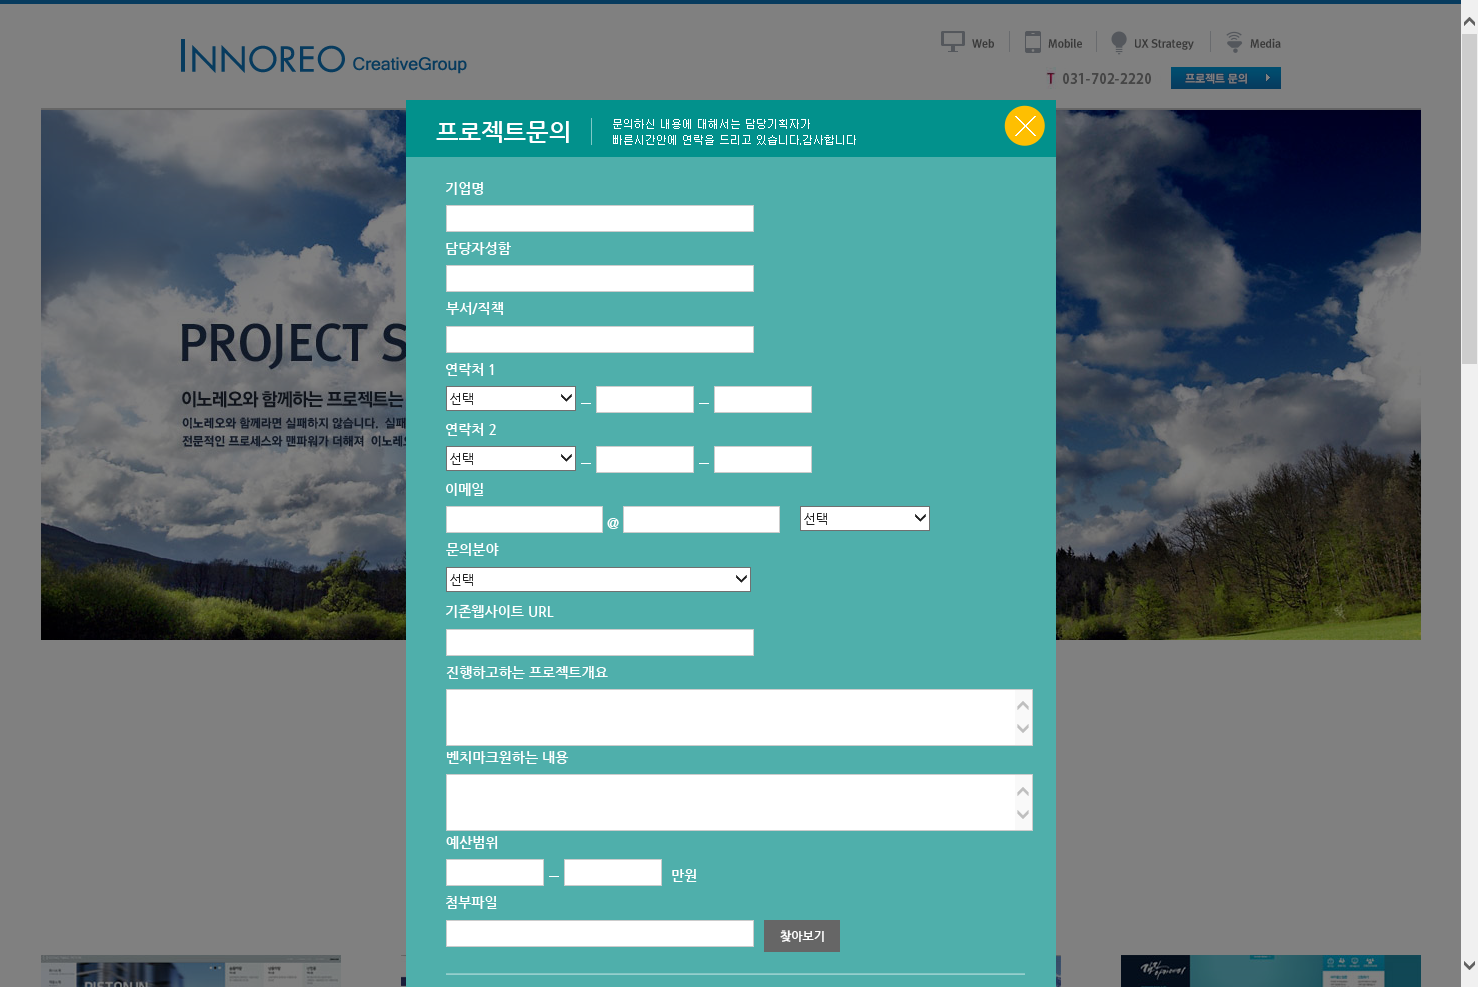 INNOREO CreativeGroup
Web
Mobile
UX Strategy
Media
T 031-702-2220
프로젝트 문의
프로젝트문의
문의하신 내용에 대해서는 담당기획자가
빠른시간안에 연락을 드리고 있습니다.감사합니다
PROJECT S
이노레오와 함께하는 프로젝트는
이노레오와 함께라면 실패하지 않습니다. 실패
전문적인 프로세스와 맨파워가 더해져 이노레오
기업명
담당자성함
부서/직책
연락처 1
선택
연락처 2
선택
이메일
@
선택
문의분야
선택
기존웹사이트 URL
진행하고하는 프로젝트개요
벤치마크원하는 내용
예산범위
만원
첨부파일
찾아보기
PISTON IN